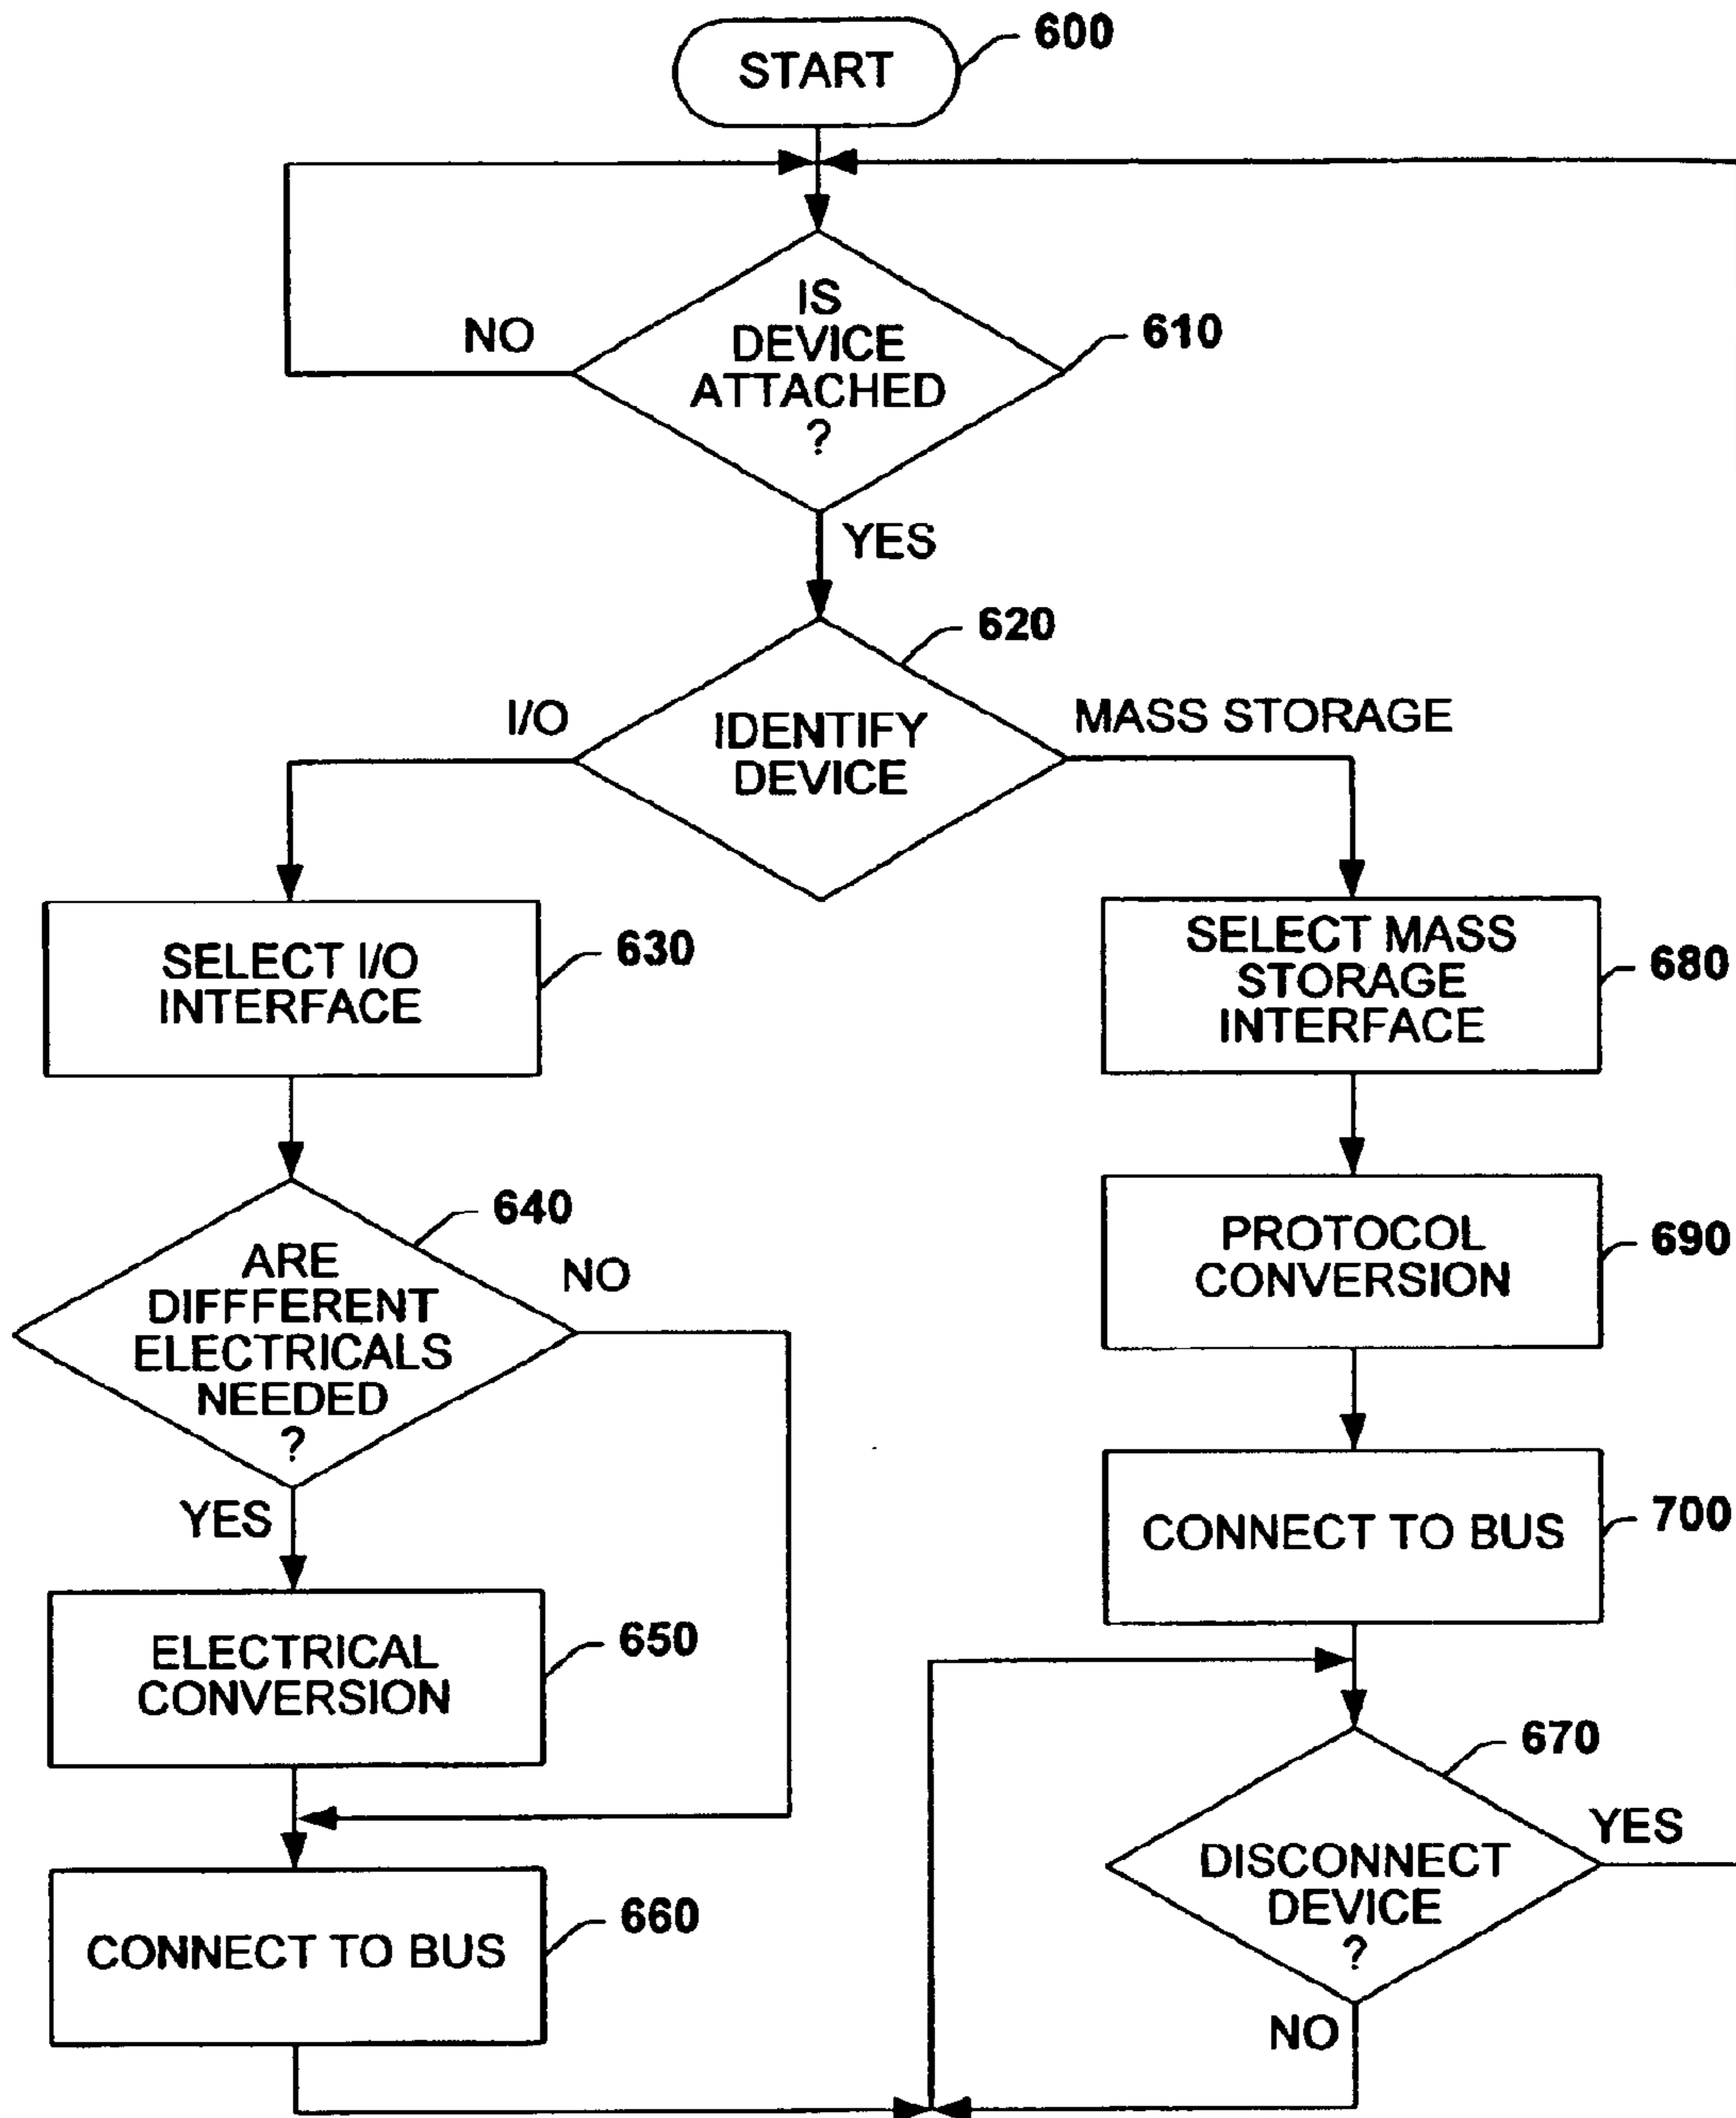 START
600
IS
DEVICE
ATTACHED
?
610
NO
YES
620
I/O
IDENTIFY
DEVICE
MASS STORAGE
SELECT I/O
INTERFACE
630
SELECT MASS
STORAGE
INTERFACE
680
640
ARE
DIFFFERENT
ELECTRICALS
NEEDED
?
NO
YES
PROTOCOL
CONVERSION
690
CONNECT TO BUS
700
ELECTRICAL
CONVERSION
650
670
DISCONNECT
DEVICE
?
YES
NO
CONNECT TO BUS
660